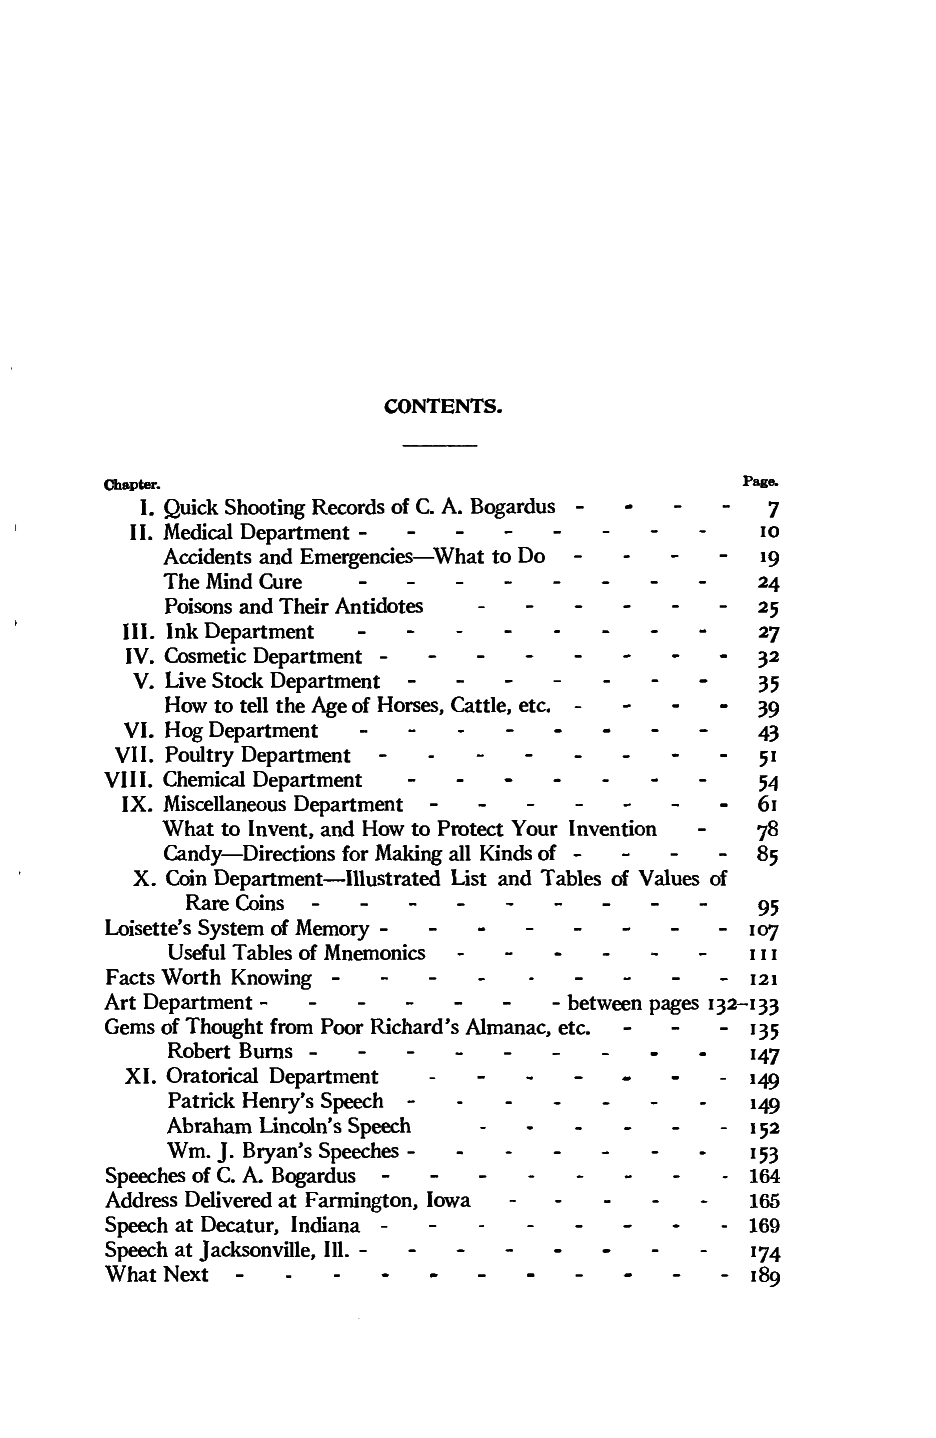 CONTENTS.
Chapter. Page.
I. Quick Shooting Records of C. A. Bogardus - - - - 7
II. Medical Department - - - - - - - - 10
Accidents and Emergencies—What to Do - - - - 19
The Mind Cure - - - - - - - - 24
Poisons and Their Antidotes - - - - - - 25
III. Ink Department - - - - - - - - 27
IV. Cosmetic Department - - - - - - - - 32
V. Live Stock Department - - - - - - - 35
How to tell the Age of Horses, Cattle, etc. - - - - 39
VI. Hog Department - - - - - - - - 43
VII. Poultry Department - - - - - - - - 51
VIII. Chemical Department - - - - - - - 54
IX. Miscellaneous Department - - - - - - - 61
What to Invent, and How to Protect Your Invention - 78
Candy—Directions for Making all Kinds of - - - - 85
X. Coin Department—Illustrated List and Tables of Values of
Rare Coins - - - - - - - - - 95
Loisette's System of Memory - - - - - - - - 107
Useful Tables of Mnemonics - - - - - - 111
Facts Worth Knowing - - - - - - - - - 121
Art Department - - - - - - - between pages 132–133
Gems of Thought from Poor Richard's Almanac, etc. - - - 135
Robert Burns - - - - - - - - - 147
XI. Oratorical Department - - - - - - - 149
Patrick Henry's Speech - - - - - - - 149
Abraham Lincoln's Speech - - - - - - 152
Wm. J. Bryan's Speeches - - - - - - - 153
Speeches of C. A. Bogardus - - - - - - - - 164
Address Delivered at Farmington, Iowa - - - - - 165
Speech at Decatur, Indiana - - - - - - - - 169
Speech at Jacksonville, Ill. - - - - - - - - 174
What Next - - - - - - - - - - - 189